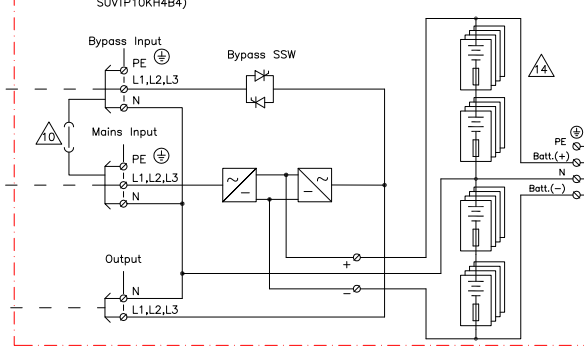 SUVTP10KH4B4)
Bypass Input
PE
L1,L2,L3
N
Bypass SSW
10
Mains Input
PE
L1,L2,L3
N
Output
N
L1,L2,L3
+
−
14
PE
Batt.(+)
N
Batt.(−)